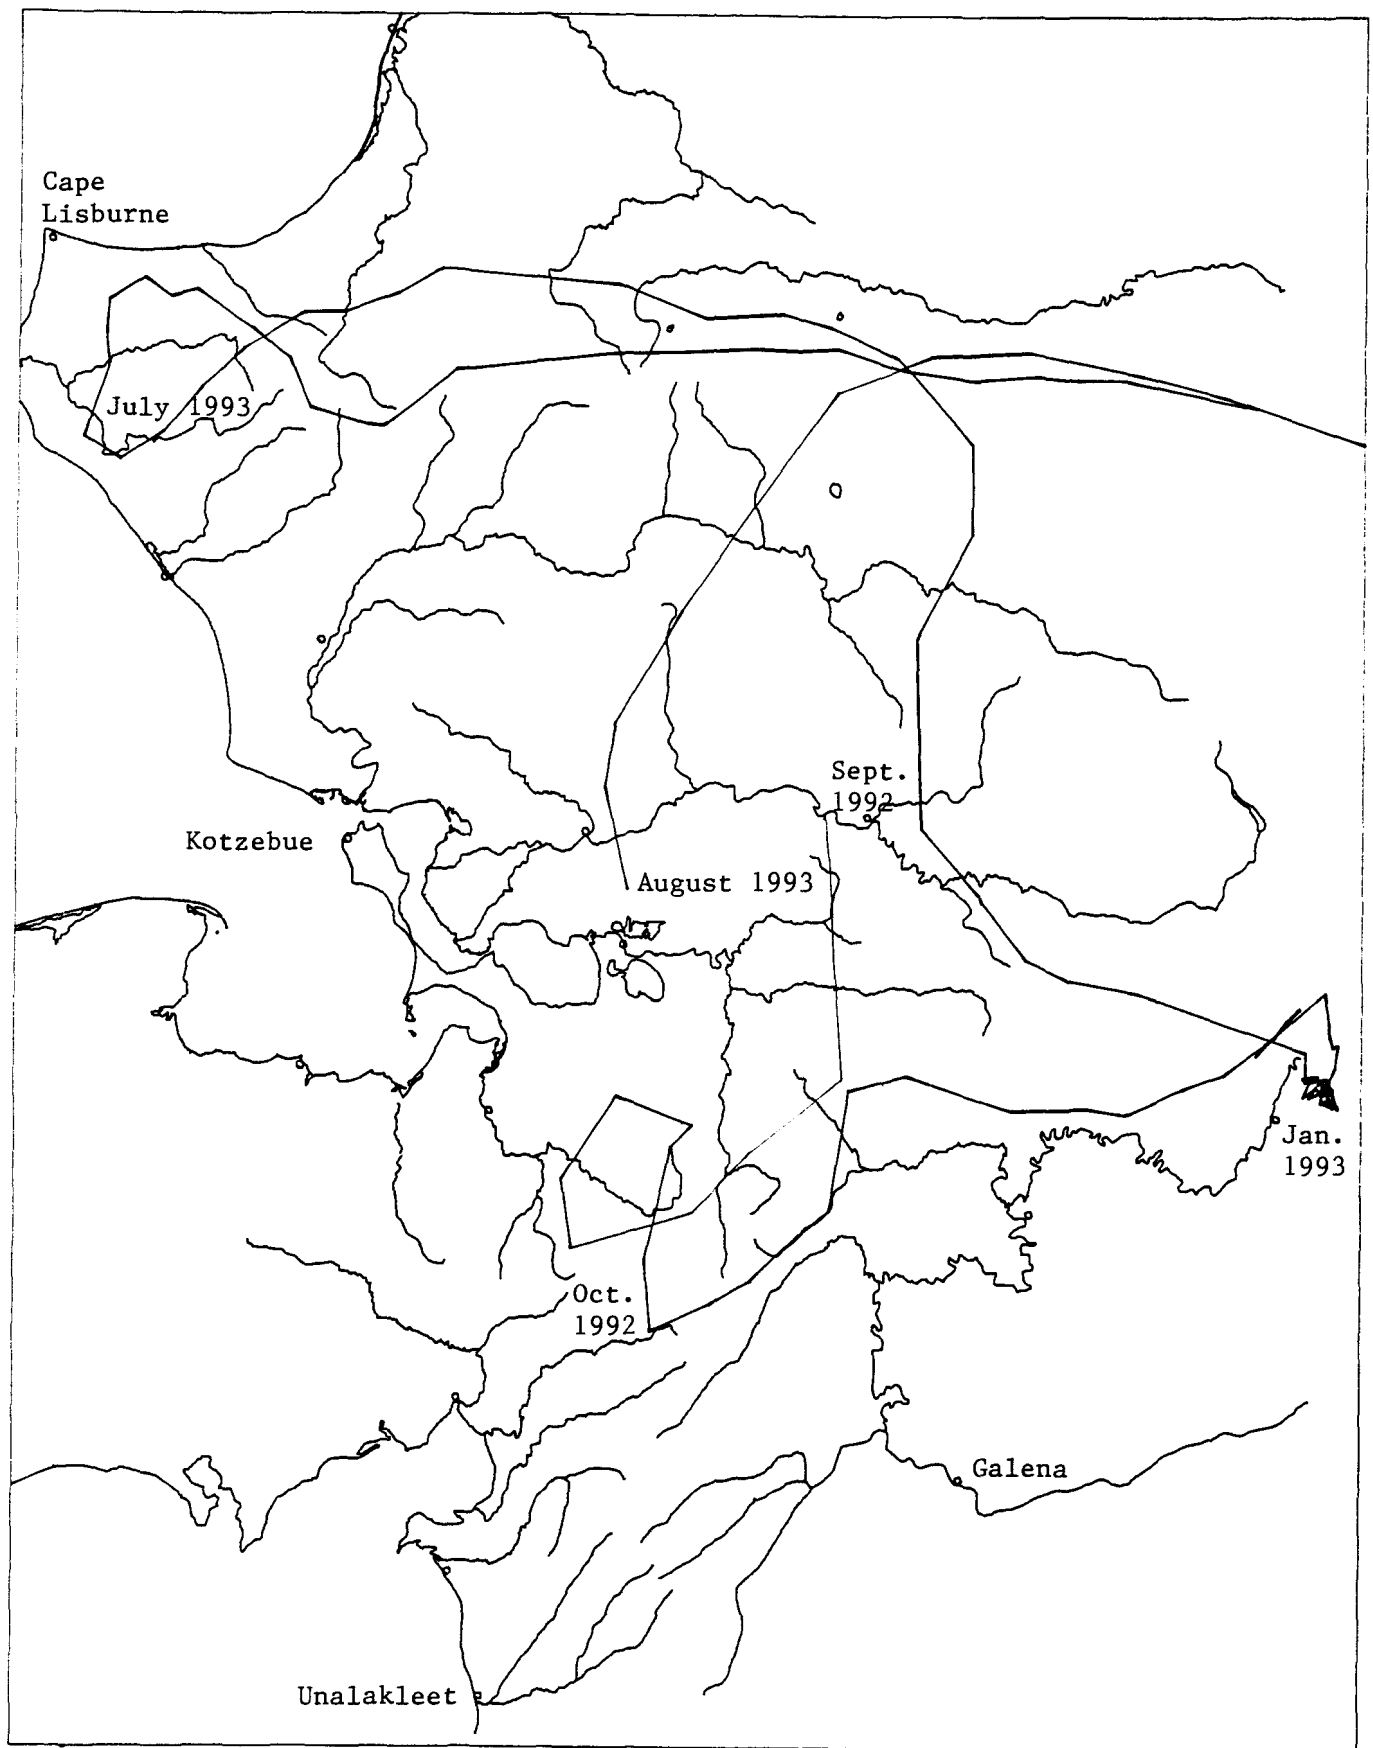 Cape
Lisburne
July 1993
Sept.
1992
Kotzebue
August 1993
Jan.
1993
Oct.
1992
Galena
Unalakleet